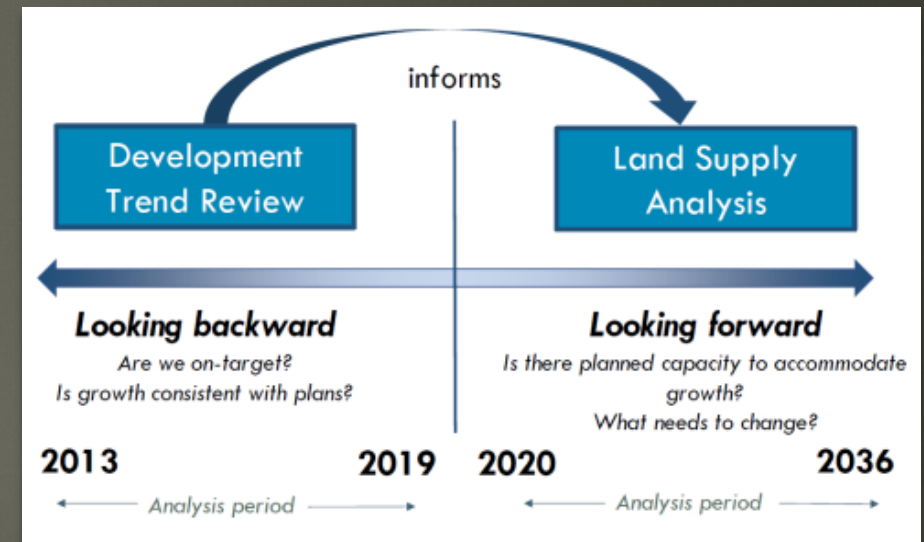 informs
Development
Trend Review
Land Supply
Analysis
Looking backward
Are we on-target?
Is growth consistent with plans?
Looking forward
Is there planned capacity to accommodate
growth?
What needs to change?
2013
2019
2020
2036
Analysis period
Analysis period